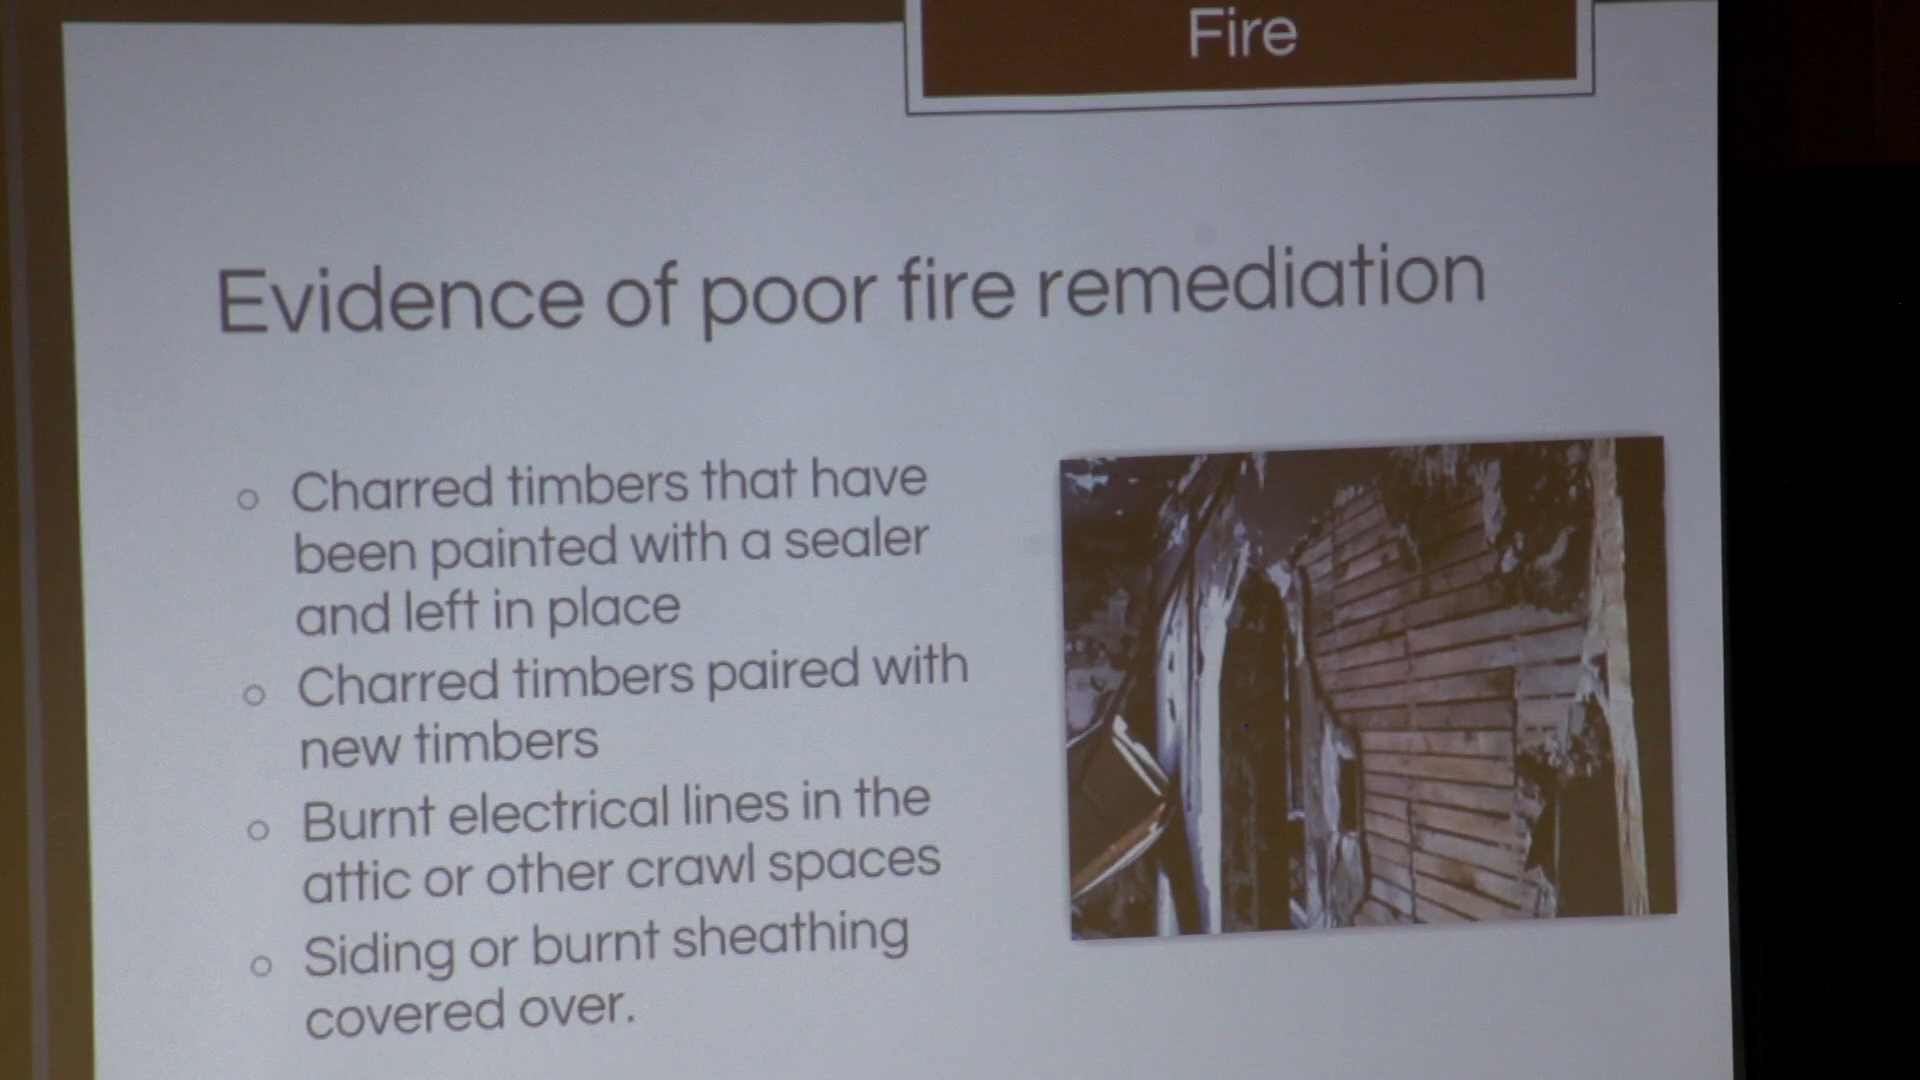 Fire
Evidence of poor fire remediation
Charred timbers that have
been painted with a sealer
and left in place
Charred timbers paired with
new timbers
Burnt electrical lines in the
attic or other crawl spaces
Siding or burnt sheathing
covered over.